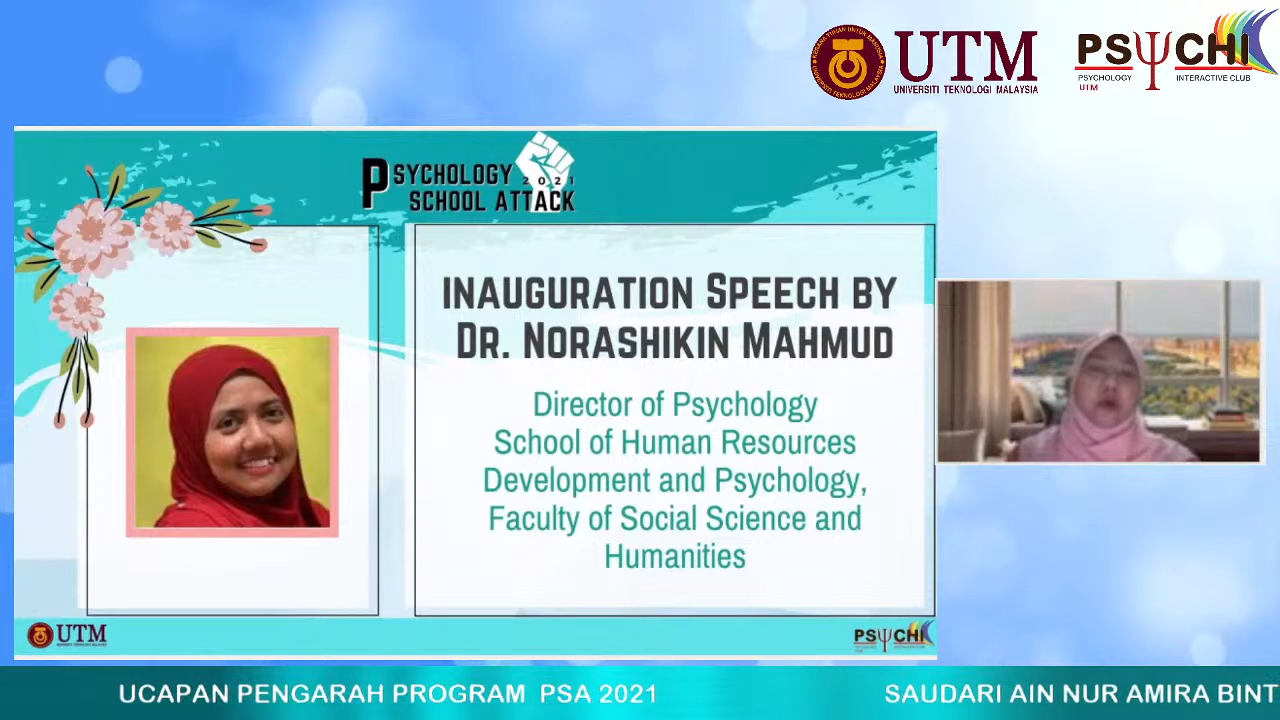 UTM
UNIVERSITI TEKNOLOGI MALAYSIA
PSYCHI
PSYCHOLOGY INTERACTIVE CLUB
UTM
PSYCHOLOGY
2021
SCHOOL ATTACK
INAUGURATION SPEECH BY
DR. NORASHIKIN MAHMUD
Director of Psychology
School of Human Resources
Development and Psychology,
Faculty of Social Science and
Humanities
UTM
PSYCHI
UCAPAN PENGARAH PROGRAM PSA 2021 SAUDARI AIN NUR AMIRA BINT